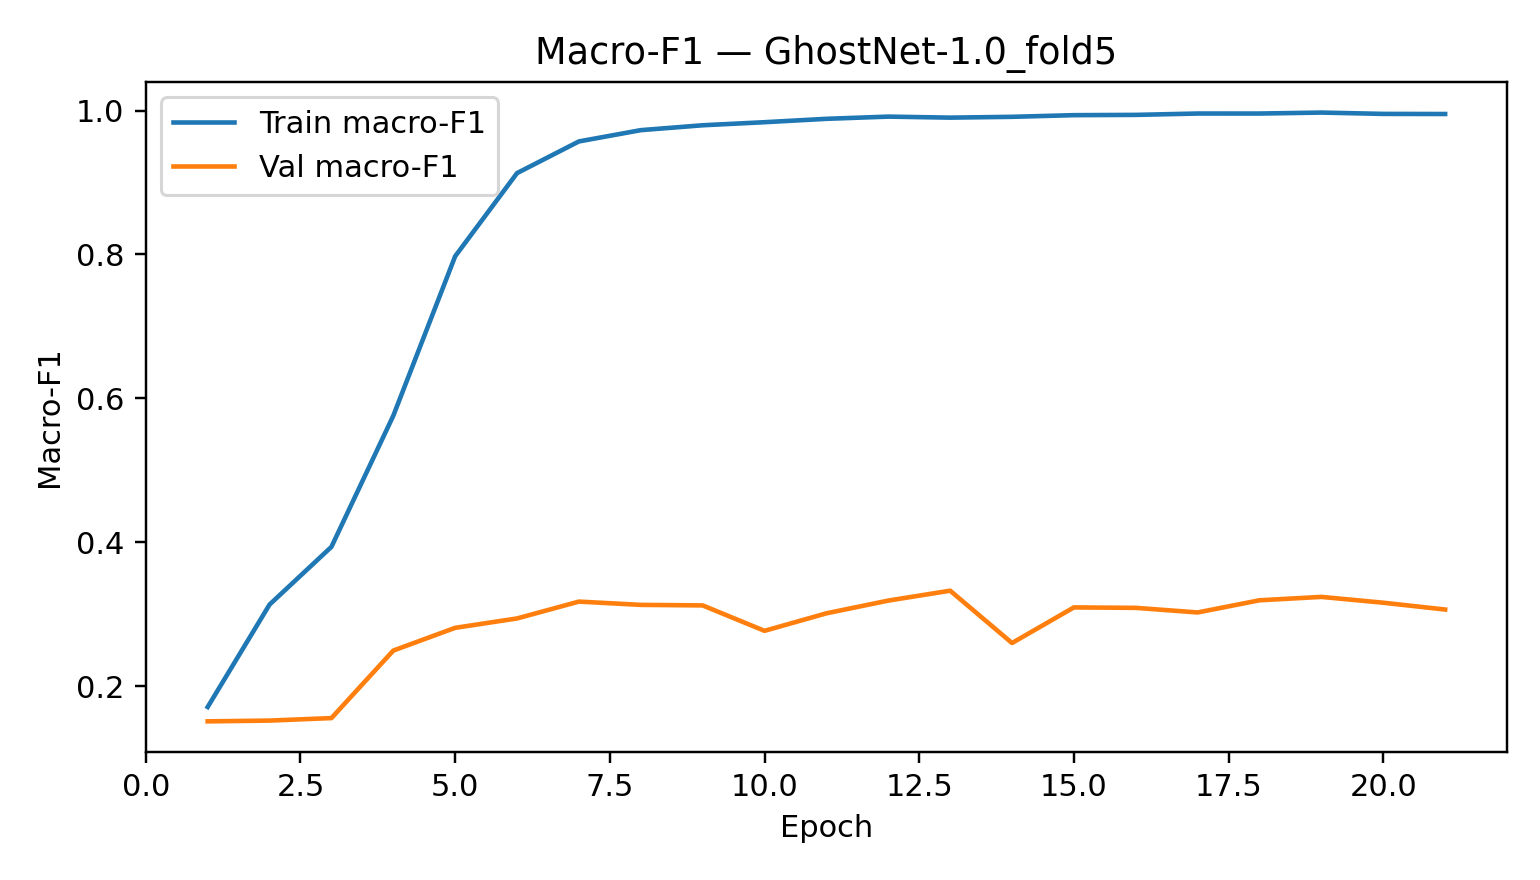 Macro-F1 — GhostNet-1.0_fold5
Train macro-F1
Val macro-F1
Macro-F1
1.0
0.8
0.6
0.4
0.2
0.0 2.5 5.0 7.5 10.0 12.5 15.0 17.5 20.0
Epoch